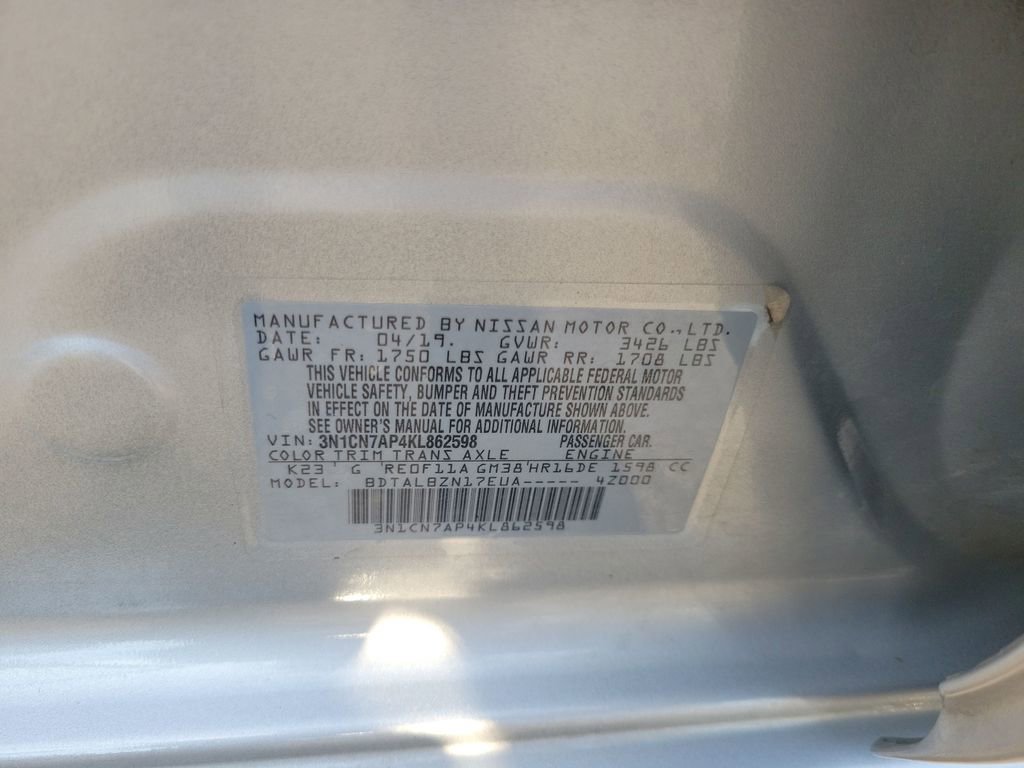 MANUFACTURED BY NISSAN MOTOR CO., LTD.
DATE: 04/19. GVWR: 3426 LBS
GAWR FR: 1750 LBS GAWR RR: 1708 LBS
THIS VEHICLE CONFORMS TO ALL APPLICABLE FEDERAL MOTOR
VEHICLE SAFETY, BUMPER AND THEFT PREVENTION STANDARDS
IN EFFECT ON THE DATE OF MANUFACTURE SHOWN ABOVE.
SEE OWNER'S MANUAL FOR ADDITIONAL INFORMATION.
VIN: 3N1CN7AP4KL862598 PASSENGER CAR.
COLOR TRIM TRANS AXLE ENGINE
K23 ' G 'RE0F11A GM38'HR16DE 1598 CC
MODEL: BDTALBZN17EUA----- 4Z000
3N1CN7AP4KL862598